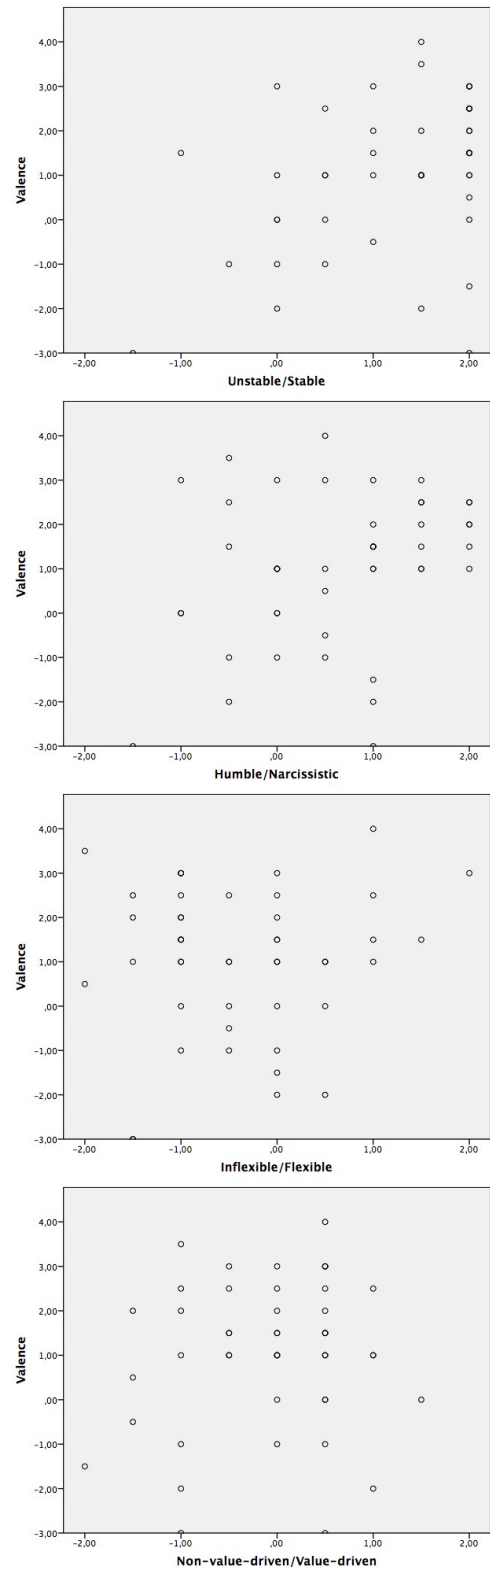 4,00
3,00
2,00
1,00
,00
-1,00
-2,00
-3,00
Valence
-2,00 -1,00 ,00 1,00 2,00
Unstable/Stable
4,00
3,00
2,00
1,00
,00
-1,00
-2,00
-3,00
Valence
-2,00 -1,00 ,00 1,00 2,00
Humble/Narcissistic
4,00
3,00
2,00
1,00
,00
-1,00
-2,00
-3,00
Valence
-2,00 -1,00 ,00 1,00 2,00
Inflexible/Flexible
4,00
3,00
2,00
1,00
,00
-1,00
-2,00
-3,00
Valence
-2,00 -1,00 ,00 1,00 2,00
Non-value-driven/Value-driven